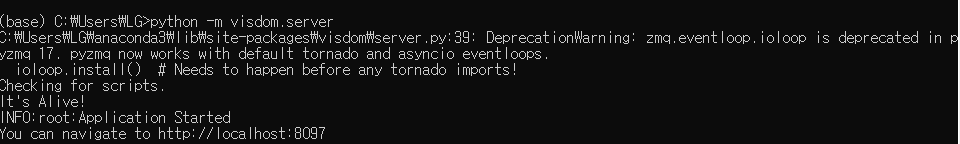 (base) C:₩Users₩LG>python -m visdom.server
C:₩Users₩LG₩anaconda3₩lib₩site-packages₩visdom₩server.py:39: DeprecationWarning: zmq.eventloop.ioloop is deprecated in p
yzmq 17. pyzmq now works with default tornado and asyncio eventloops.
  ioloop.install()  # Needs to happen before any tornado imports!
Checking for scripts.
It's Alive!
INFO:root:Application Started
You can navigate to http://localhost:8097